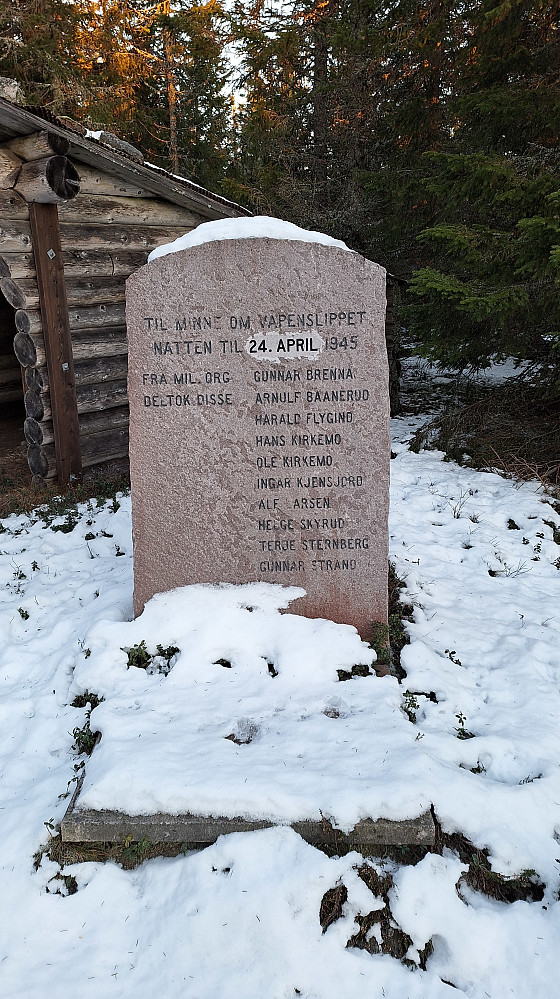 TIL MINNE OM VÅPENSLIPPET
NATTEN TIL 24. APRIL 1945
FRA MIL. ORG. GUNNAR BRENNA
DELTOK DISSE ARNULF BAANERUD
HARALD FLYGIND
HANS KIRKEMO
OLE KIRKEMO
INGAR KJENSJORD
ALF LARSEN
HELGE SKYRUD
TERJE STERNBERG
GUNNAR STRAND